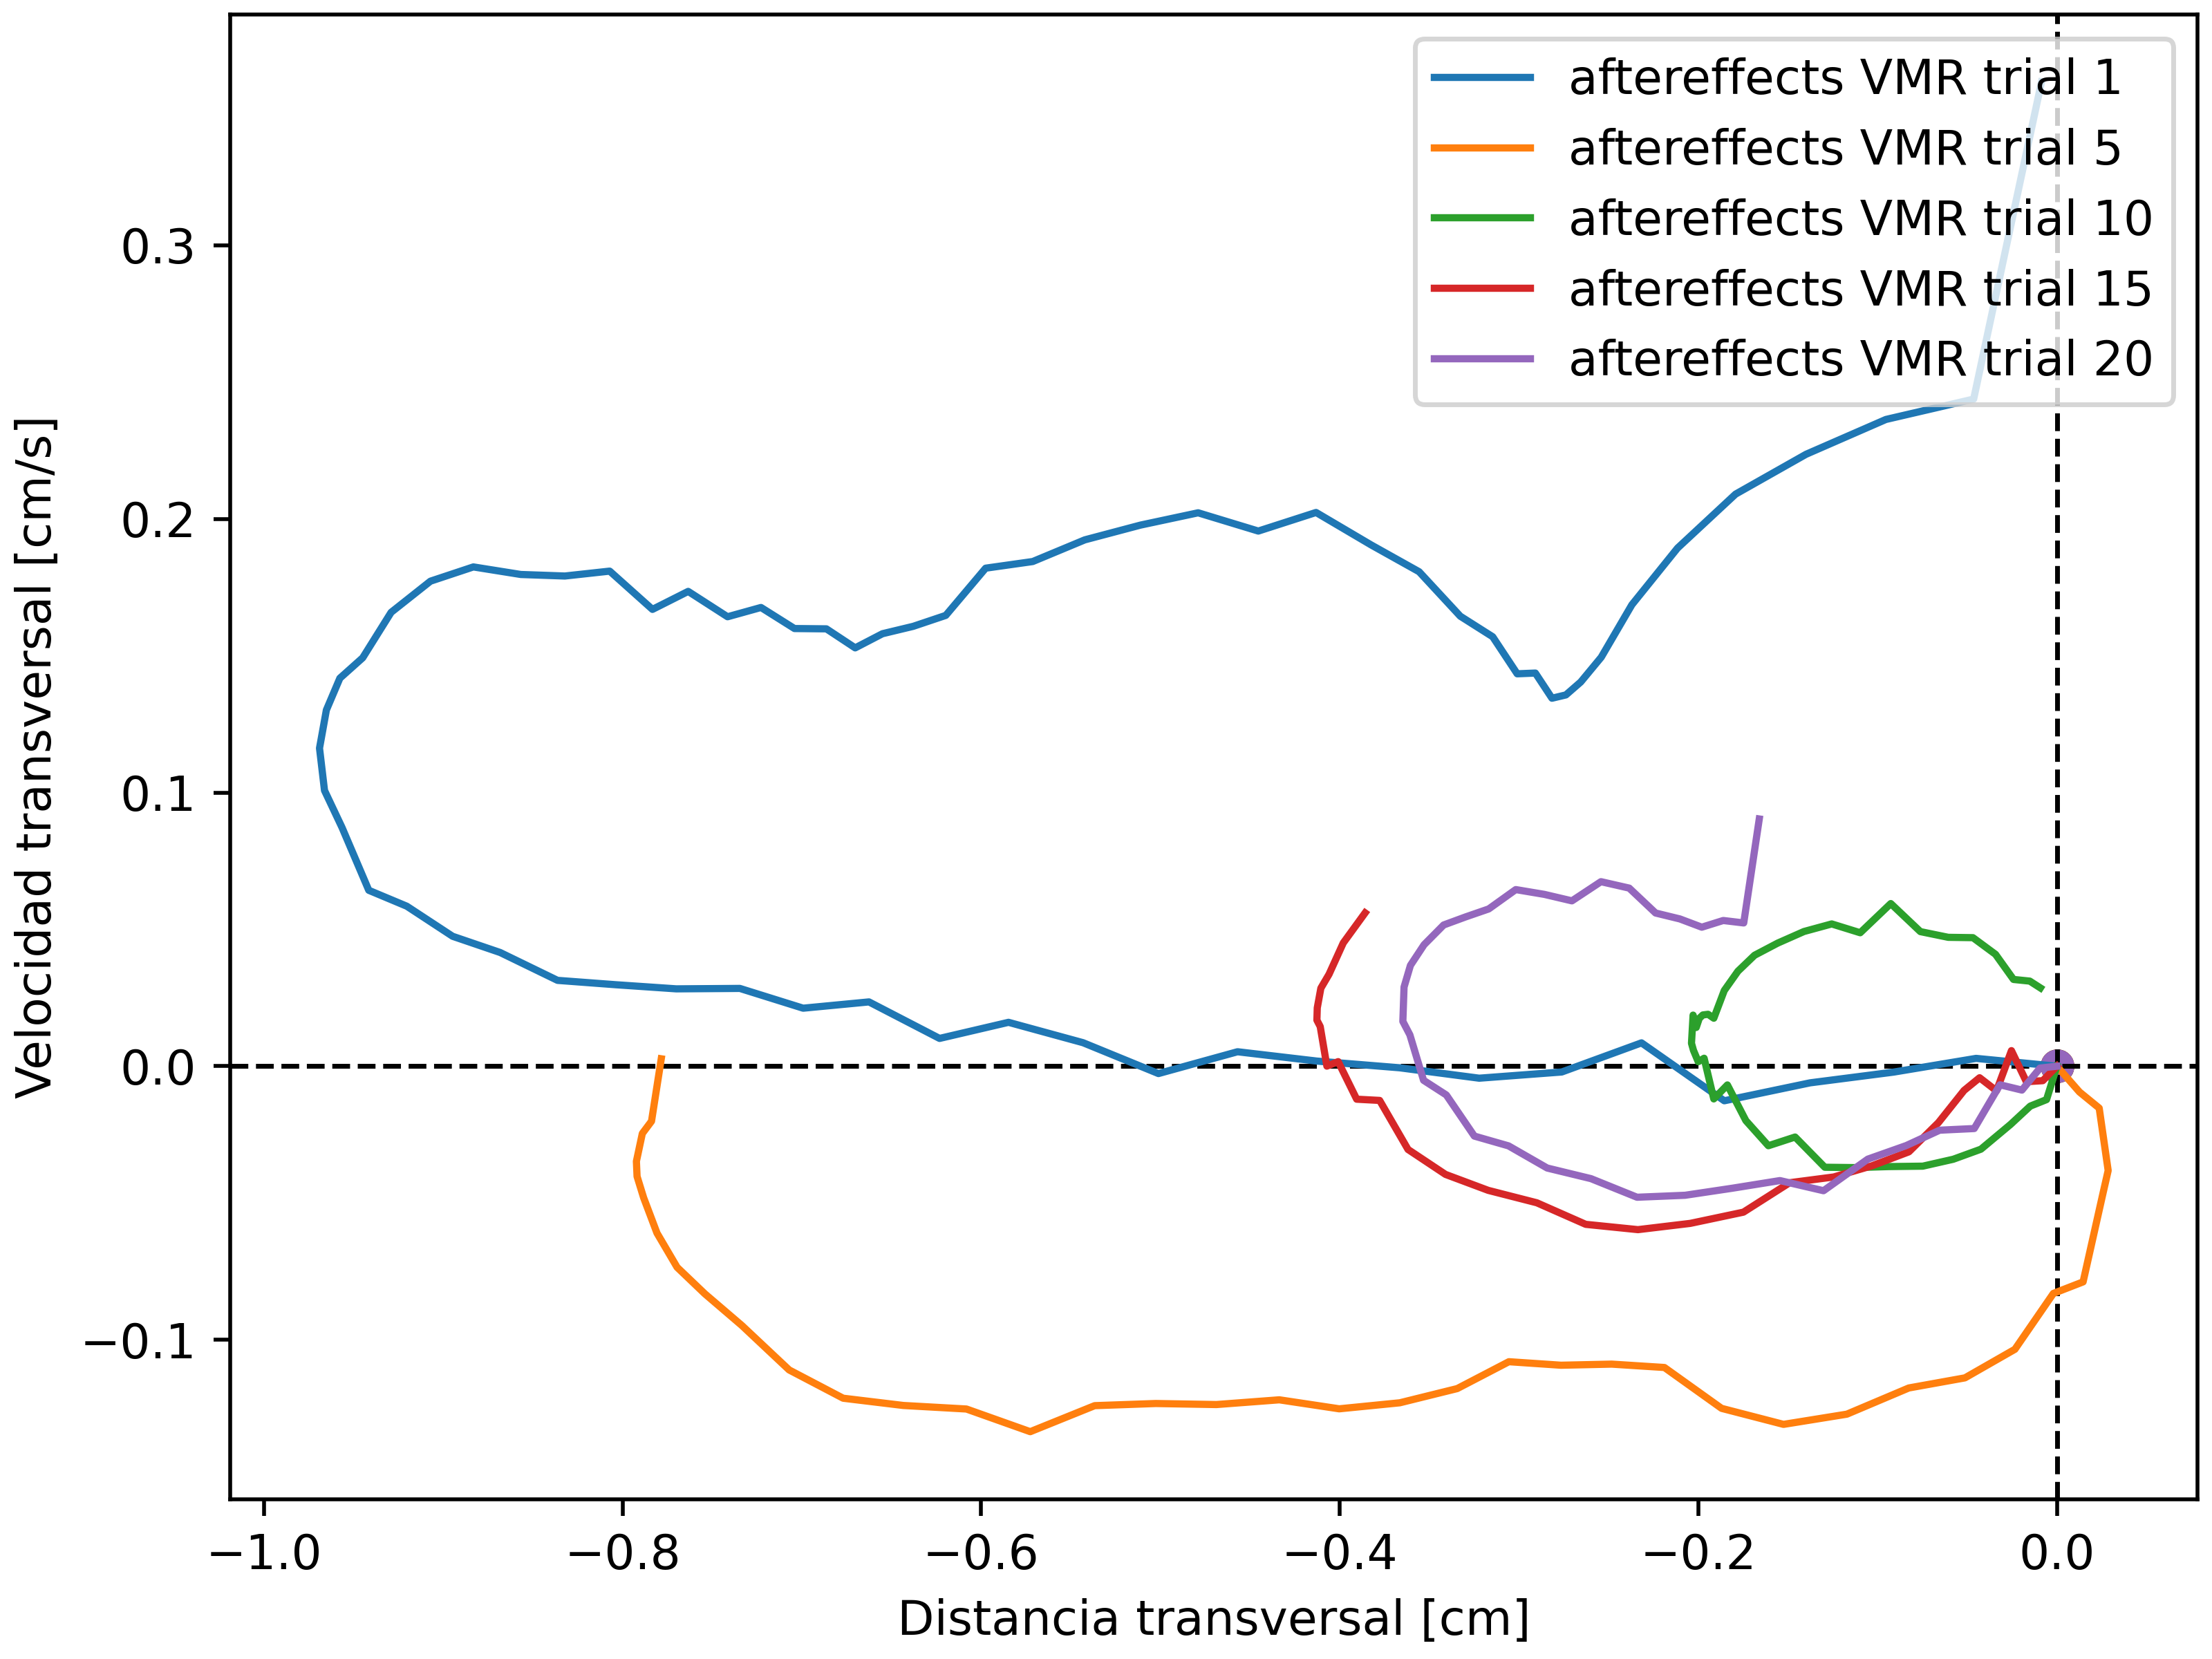 aftereffects VMR trial 1
aftereffects VMR trial 5
aftereffects VMR trial 10
aftereffects VMR trial 15
aftereffects VMR trial 20
Velocidad transversal [cm/s]
0.3
0.2
0.1
0.0
−0.1
−1.0 −0.8 −0.6 −0.4 −0.2 0.0
Distancia transversal [cm]